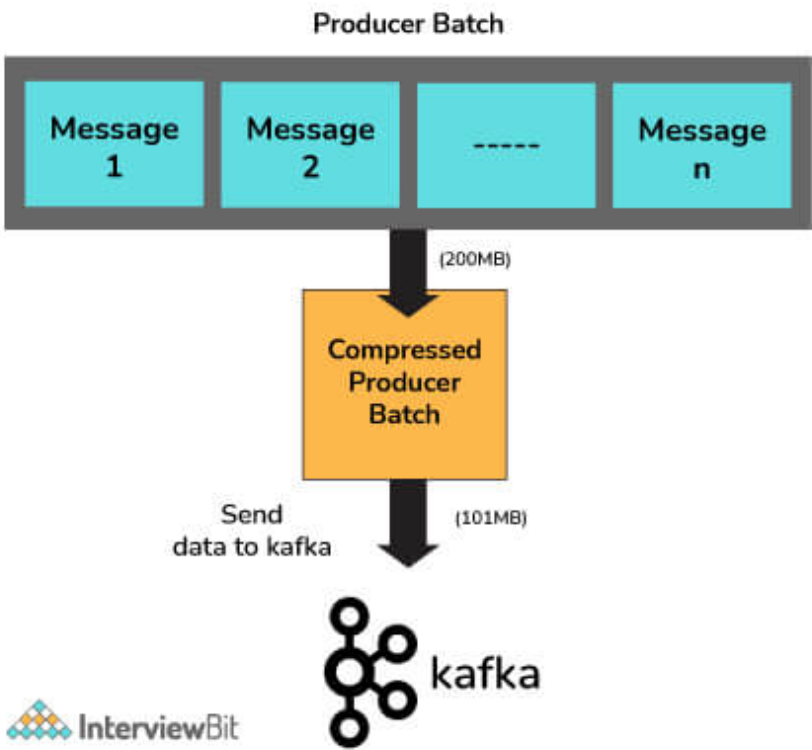 Producer Batch
Message
1
Message
2
-----
Message
n
(200MB)
Compressed
Producer
Batch
Send
data to kafka
(101MB)
kafka
InterviewBit